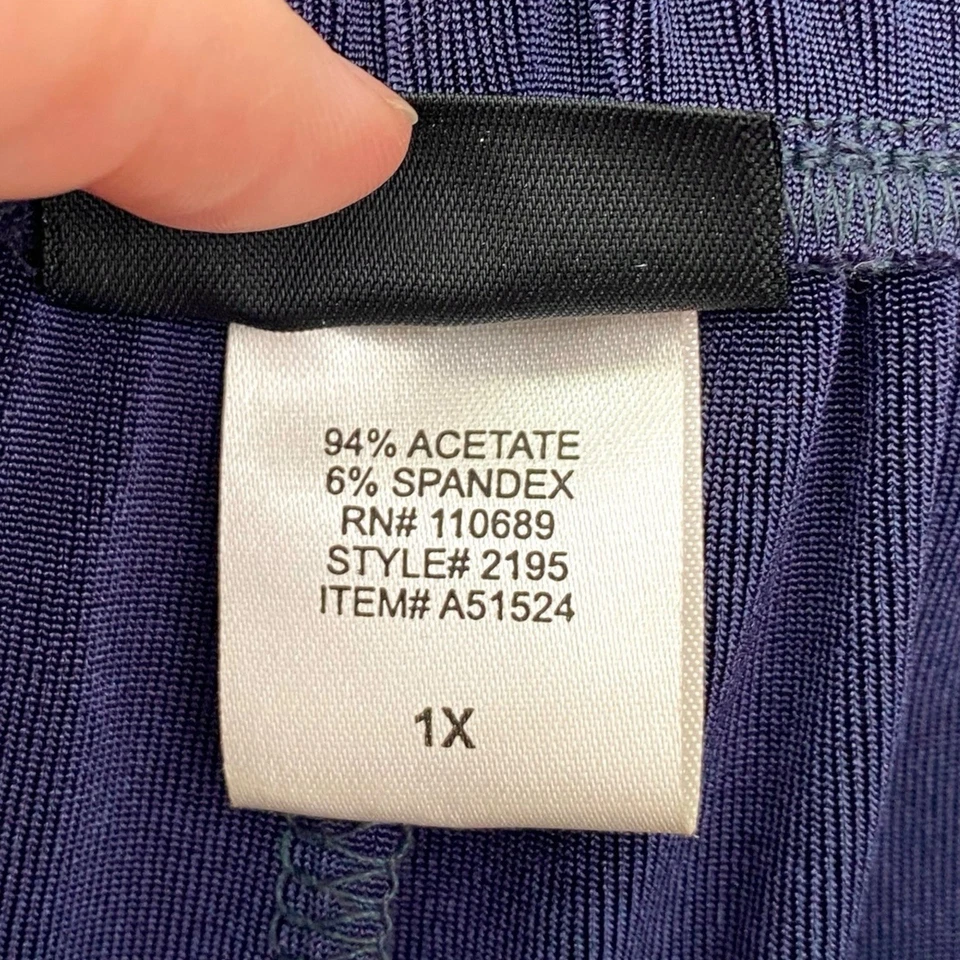 94% ACETATE
6% SPANDEX
RN# 110689
STYLE# 2195
ITEM# A51524
1X